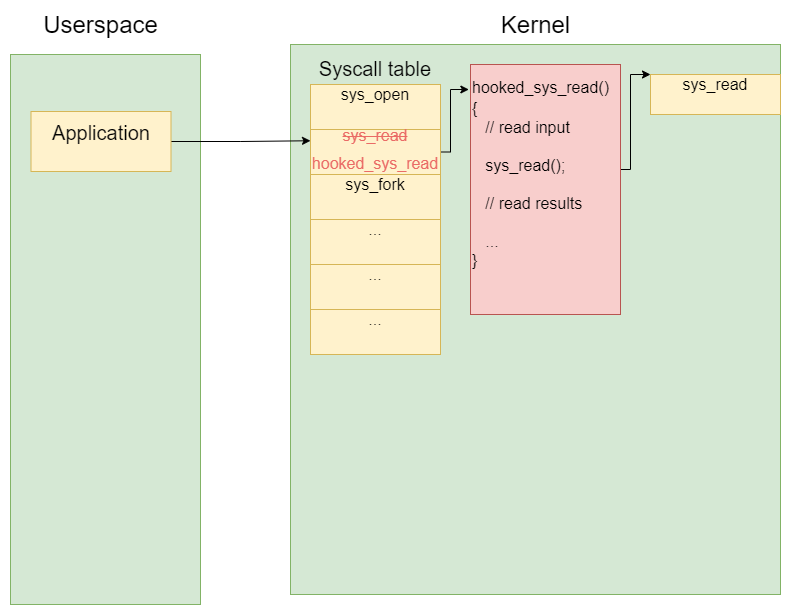 Userspace
Kernel
Application
Syscall table
sys_open
sys_read
hooked_sys_read
sys_fork
...
...
...
hooked_sys_read()
{
// read input
sys_read();
// read results
...
}
sys_read